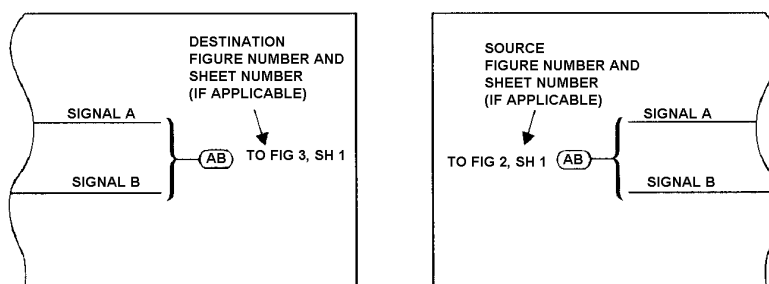 DESTINATION
FIGURE NUMBER AND
SHEET NUMBER
(IF APPLICABLE)
SIGNAL A
AB
TO FIG 3, SH 1
SIGNAL B
SOURCE
FIGURE NUMBER AND
SHEET NUMBER
(IF APPLICABLE)
SIGNAL A
TO FIG 2, SH 1
AB
SIGNAL B